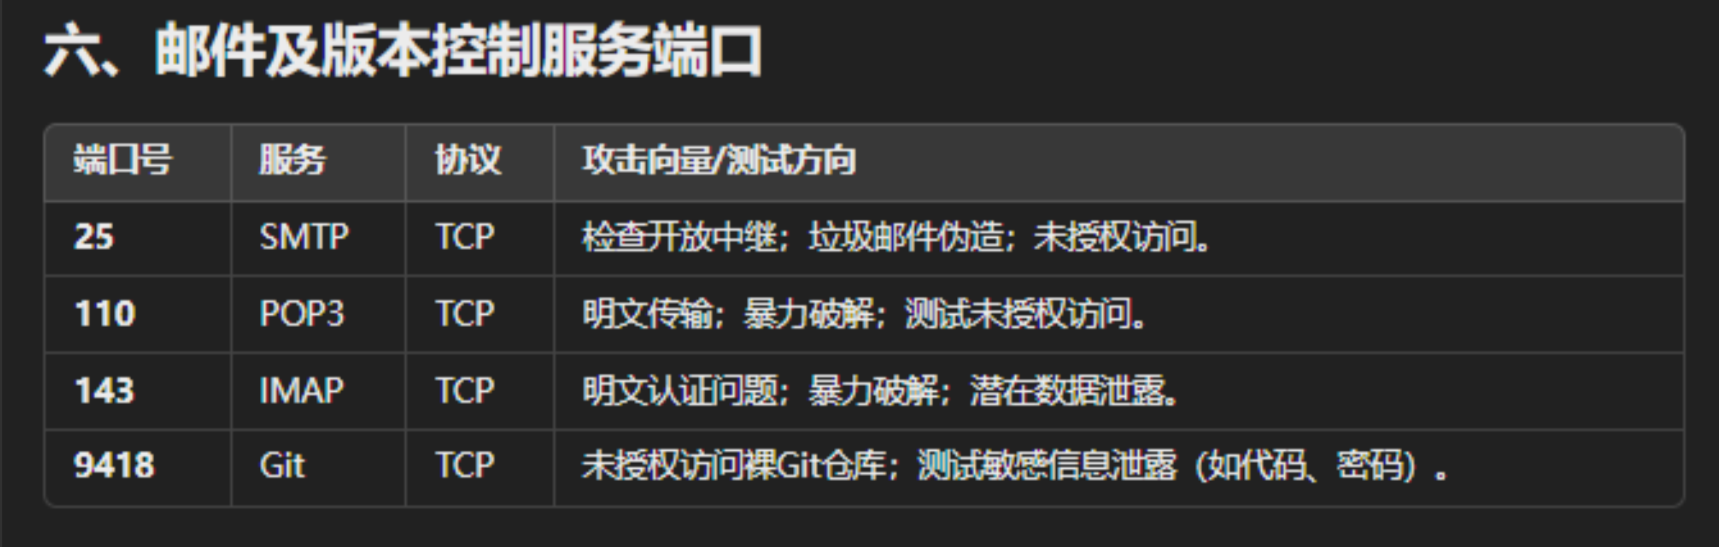 六、邮件及版本控制服务端口
端口号 服务 协议 攻击向量/测试方向
25 SMTP TCP 检查开放中继；垃圾邮件伪造；未授权访问。
110 POP3 TCP 明文传输；暴力破解；测试未授权访问。
143 IMAP TCP 明文认证问题；暴力破解；潜在数据泄露。
9418 Git TCP 未授权访问裸Git仓库；测试敏感信息泄露（如代码、密码）。